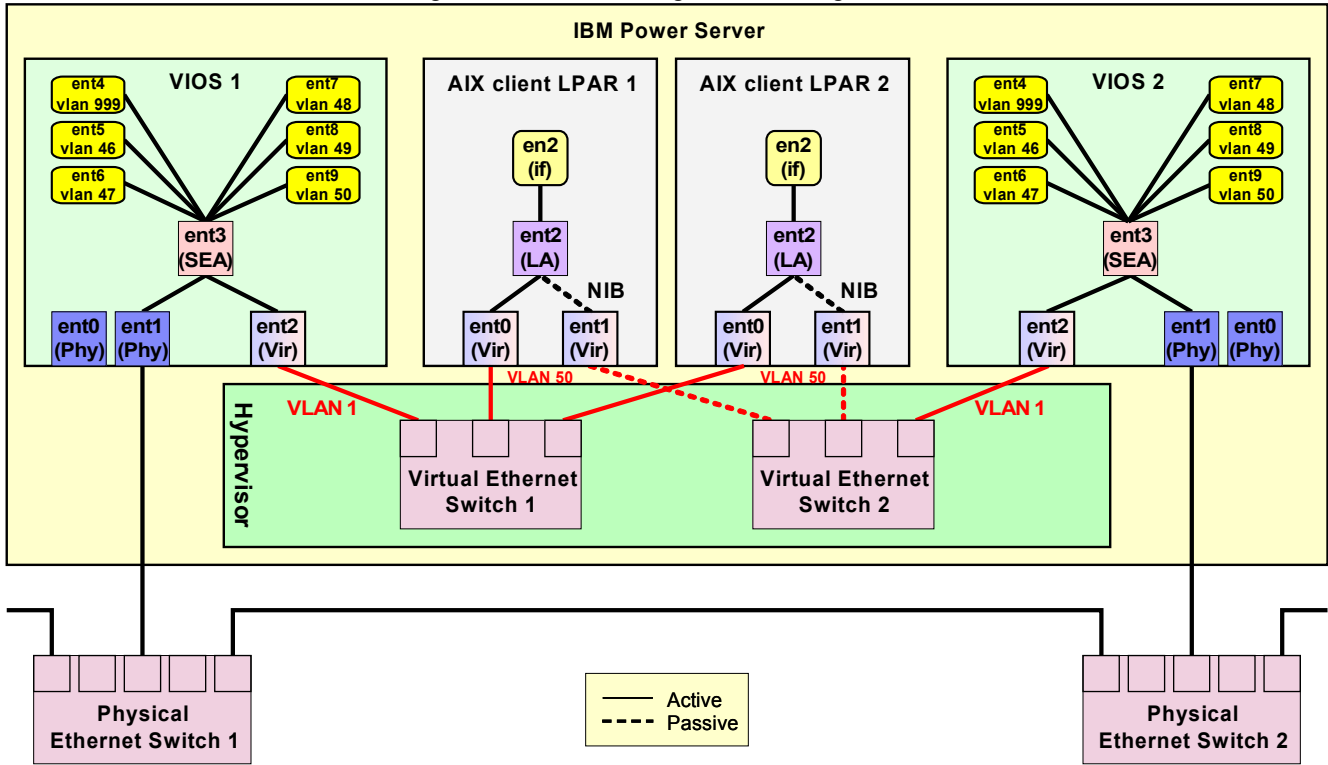 IBM Power Server
VIOS 1
ent4
vlan 999
ent5
vlan 46
ent6
vlan 47
ent7
vlan 48
ent8
vlan 49
ent9
vlan 50
ent3
(SEA)
ent0
(Phy)
ent1
(Phy)
ent2
(Vir)
AIX client LPAR 1
en2
(if)
ent2
(LA)
NIB
ent0
(Vir)
ent1
(Vir)
AIX client LPAR 2
en2
(if)
ent2
(LA)
NIB
ent0
(Vir)
ent1
(Vir)
VIOS 2
ent4
vlan 999
ent5
vlan 46
ent6
vlan 47
ent7
vlan 48
ent8
vlan 49
ent9
vlan 50
ent3
(SEA)
ent2
(Vir)
ent1
(Phy)
ent0
(Phy)
VLAN 50
VLAN 50
VLAN 1
VLAN 1
Hypervisor
Virtual Ethernet
Switch 1
Virtual Ethernet
Switch 2
Physical
Ethernet Switch 1
Active
Passive
Physical
Ethernet Switch 2